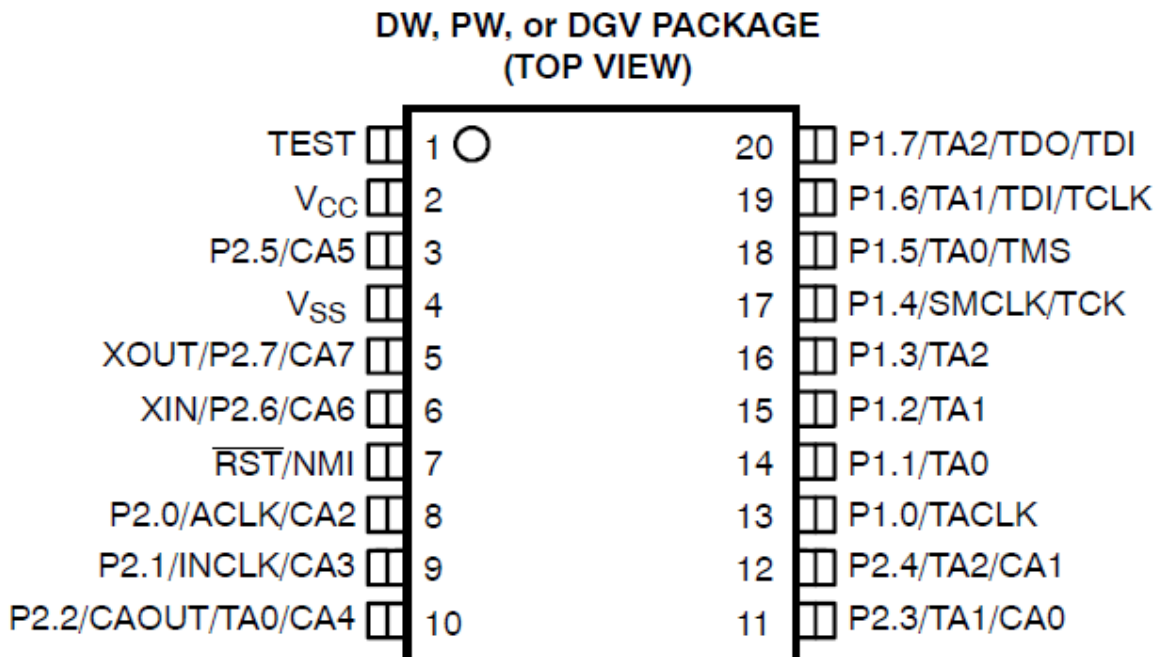 DW, PW, or DGV PACKAGE
(TOP VIEW)
TEST 1 20 P1.7/TA2/TDO/TDI
VCC 2 19 P1.6/TA1/TDI/TCLK
P2.5/CA5 3 18 P1.5/TA0/TMS
VSS 4 17 P1.4/SMCLK/TCK
XOUT/P2.7/CA7 5 16 P1.3/TA2
XIN/P2.6/CA6 6 15 P1.2/TA1
R̅S̅T̅/NMI 7 14 P1.1/TA0
P2.0/ACLK/CA2 8 13 P1.0/TACLK
P2.1/INCLK/CA3 9 12 P2.4/TA2/CA1
P2.2/CAOUT/TA0/CA4 10 11 P2.3/TA1/CA0